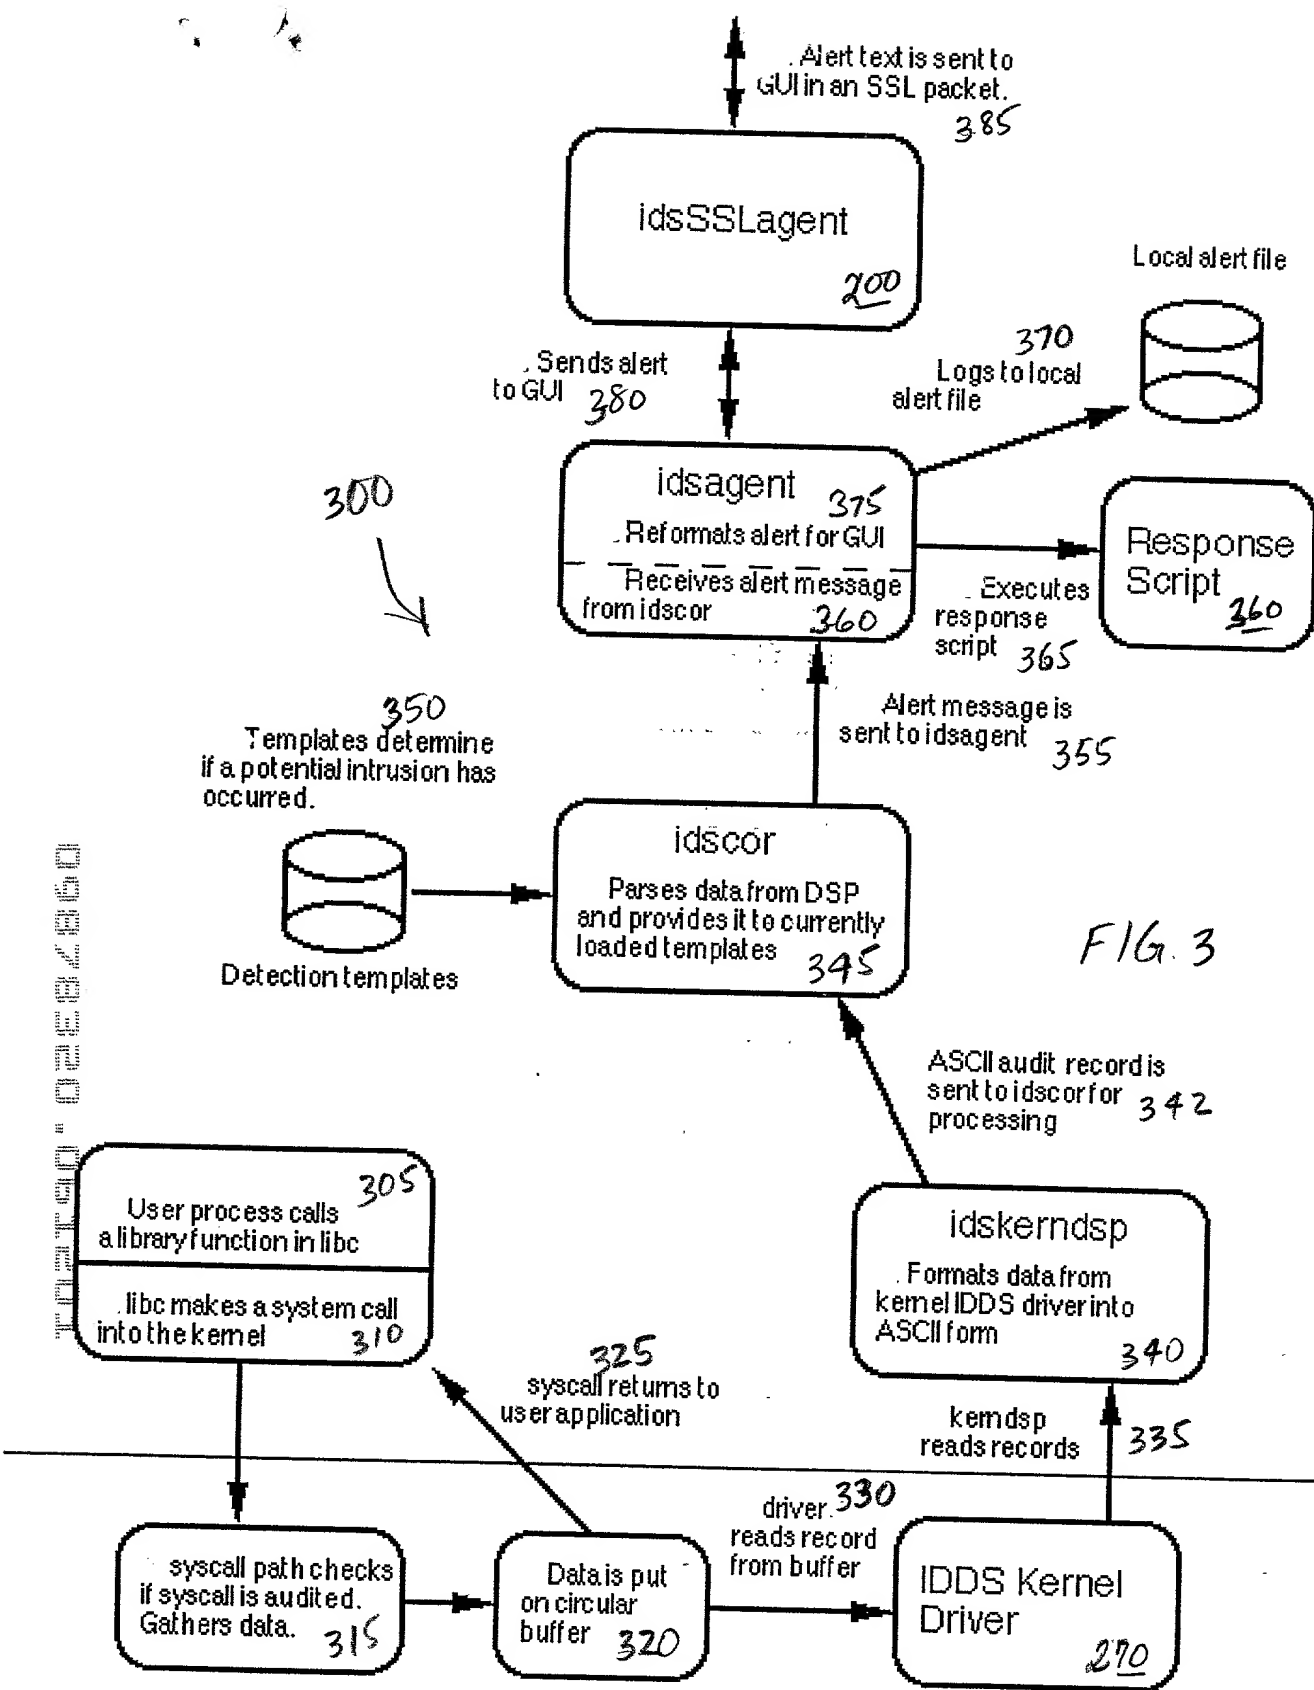 . Alert text is sent to
GUI in an SSL packet.
385
idsSSLagent
200
Local alert file
. Sends alert
to GUI
380
370
Logs to local
alert file
300
idsagent
375
. Reformats alert for GUI
Receives alert message
from idscor
360
Response
Script
360
. Executes
response
script
365
350
Templates determine
if a potential intrusion has
occurred.
Alert message is
sent to idsagent
355
Detection templates
idscor
Parses data from DSP
and provides it to currently
loaded templates
345
FIG. 3
ASCII audit record is
sent to idscor for
processing
342
305
User process calls
a library function in libc
. libc makes a system call
into the kernel
310
idskerndsp
. Formats data from
kernel IDDS driver into
ASCII form
340
325
syscall returns to
user application
kerndsp
reads records
335
syscall path checks
if syscall is audited.
Gathers data.
315
Data is put
on circular
buffer
320
driver.
330
reads record
from buffer
IDDS Kernel
Driver
270